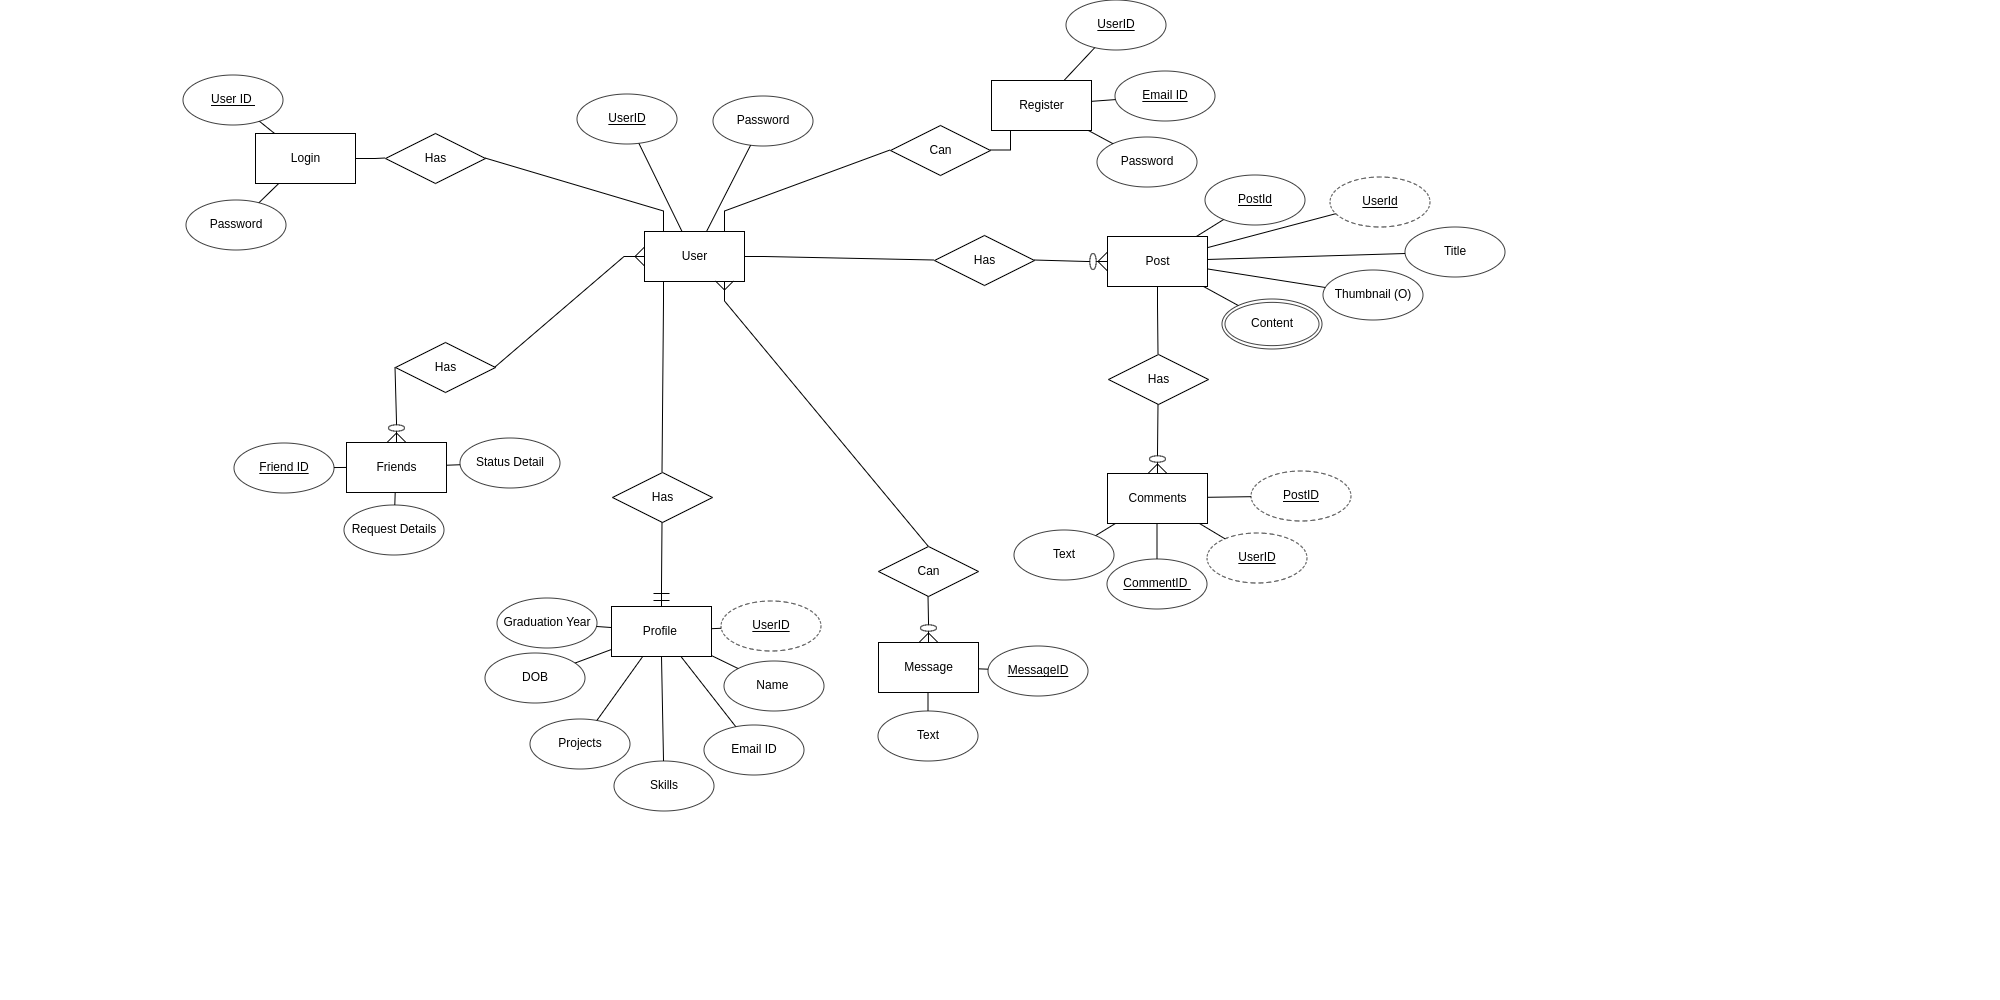 UserID
Register
Email ID
Password
Can
User ID
Login
Has
Password
UserID
Password
User
Has
Post
PostId
UserId
Title
Thumbnail (O)
Content
Has
Has
Friend ID
Friends
Status Detail
Request Details
Has
Comments
PostID
Text
CommentID
UserID
Can
Graduation Year
Profile
UserID
DOB
Name
Projects
Email ID
Skills
Message
MessageID
Text